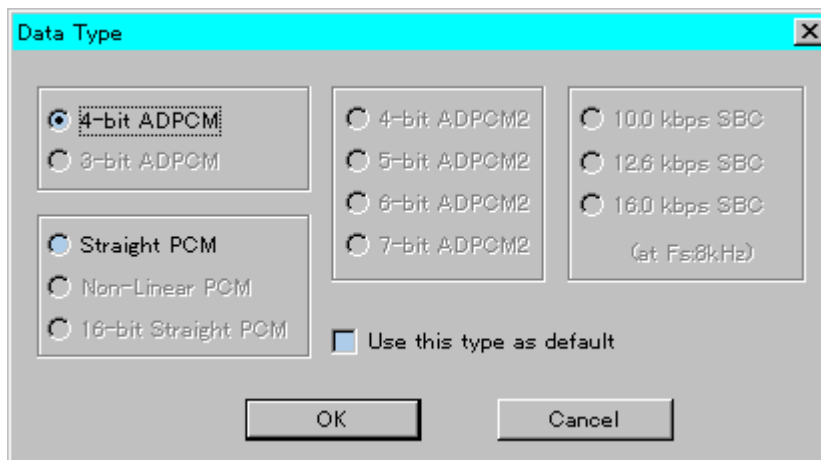 Data Type
4-bit ADPCM
3-bit ADPCM
Straight PCM
Non-Linear PCM
16-bit Straight PCM
4-bit ADPCM2
5-bit ADPCM2
6-bit ADPCM2
7-bit ADPCM2
10.0 kbps SBC
12.6 kbps SBC
16.0 kbps SBC
(at Fs:8kHz)
Use this type as default
OK
Cancel